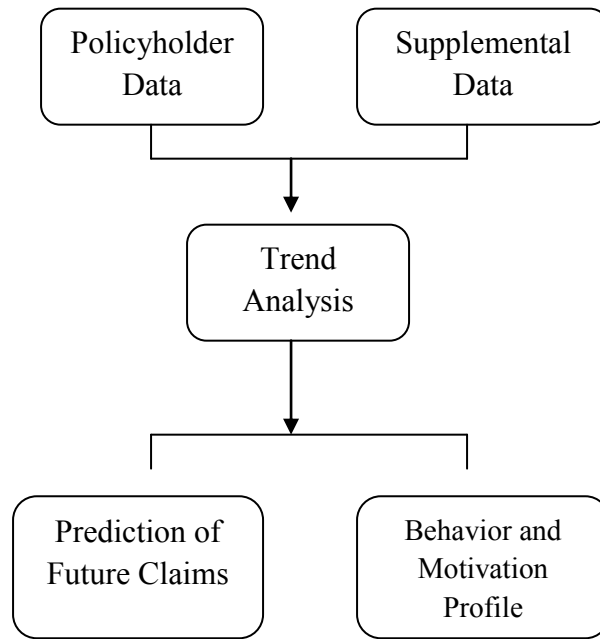 Policyholder
Data
Supplemental
Data
Trend
Analysis
Prediction of
Future Claims
Behavior and
Motivation
Profile